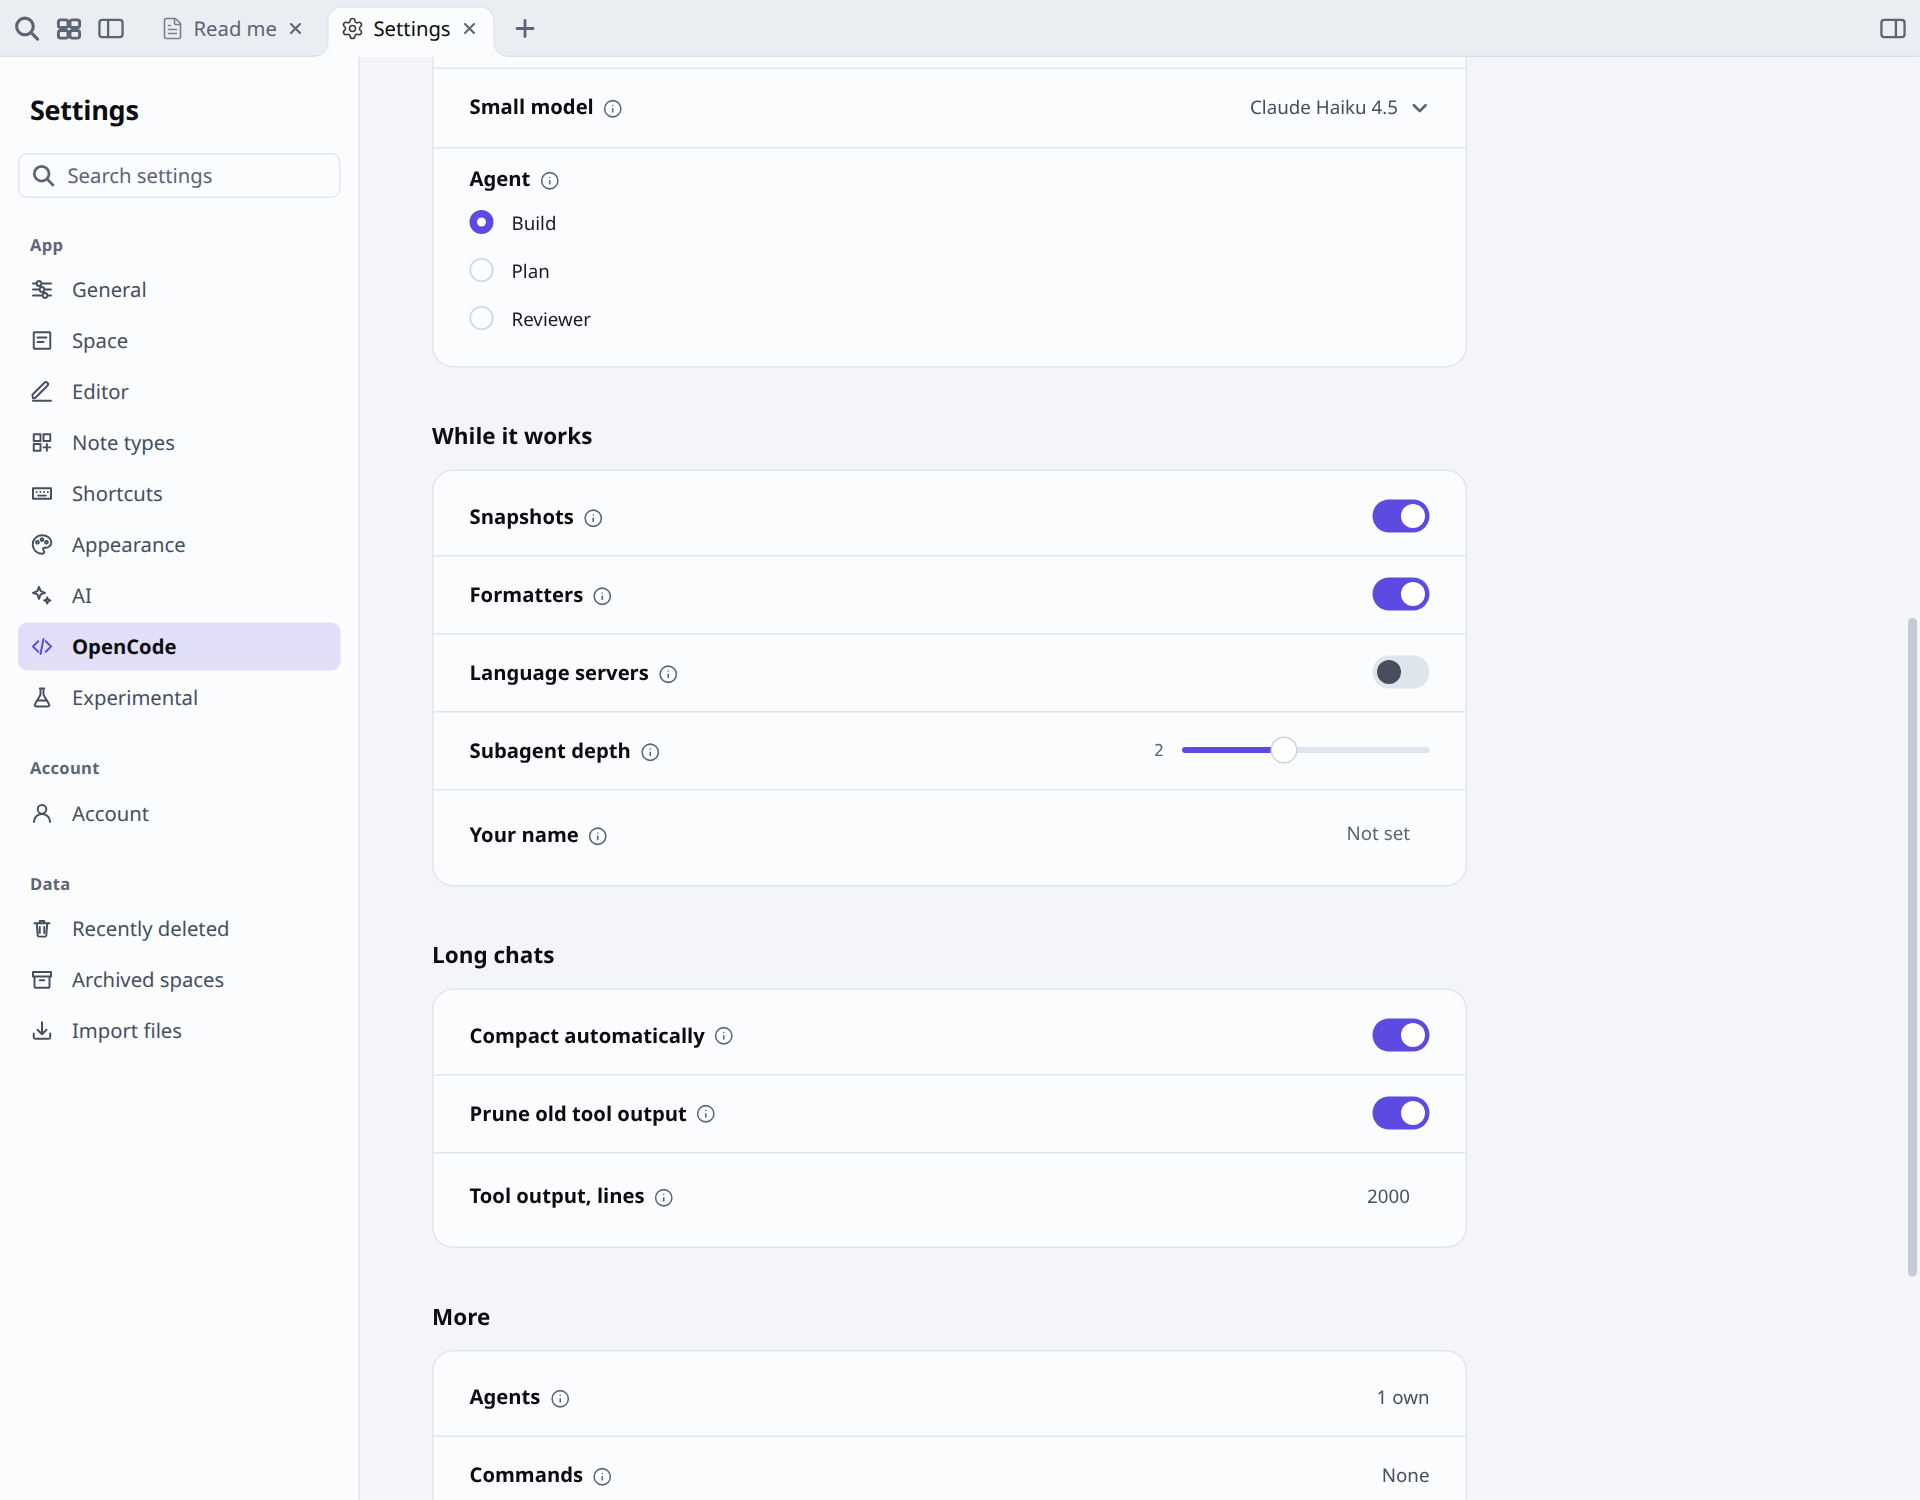 Read me
Settings
Settings
Search settings
App
General
Space
Editor
Note types
Shortcuts
Appearance
AI
OpenCode
Experimental
Account
Account
Data
Recently deleted
Archived spaces
Import files
Small model
Claude Haiku 4.5
Agent
Build
Plan
Reviewer
While it works
Snapshots
Formatters
Language servers
Subagent depth
2
Your name
Not set
Long chats
Compact automatically
Prune old tool output
Tool output, lines
2000
More
Agents
1 own
Commands
None